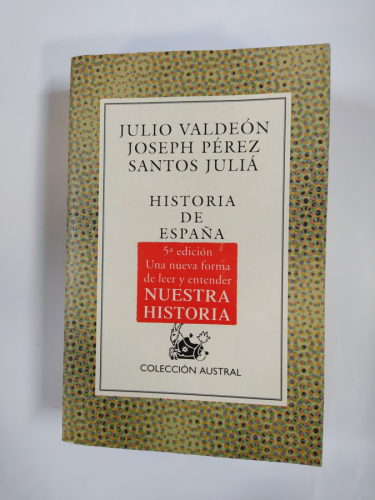 JULIO VALDEÓN
JOSEPH PÉREZ
SANTOS JULIÁ
HISTORIA
DE
ESPAÑA
5ª edición
Una nueva forma
de leer y entender
NUESTRA
HISTORIA
COLECCIÓN AUSTRAL